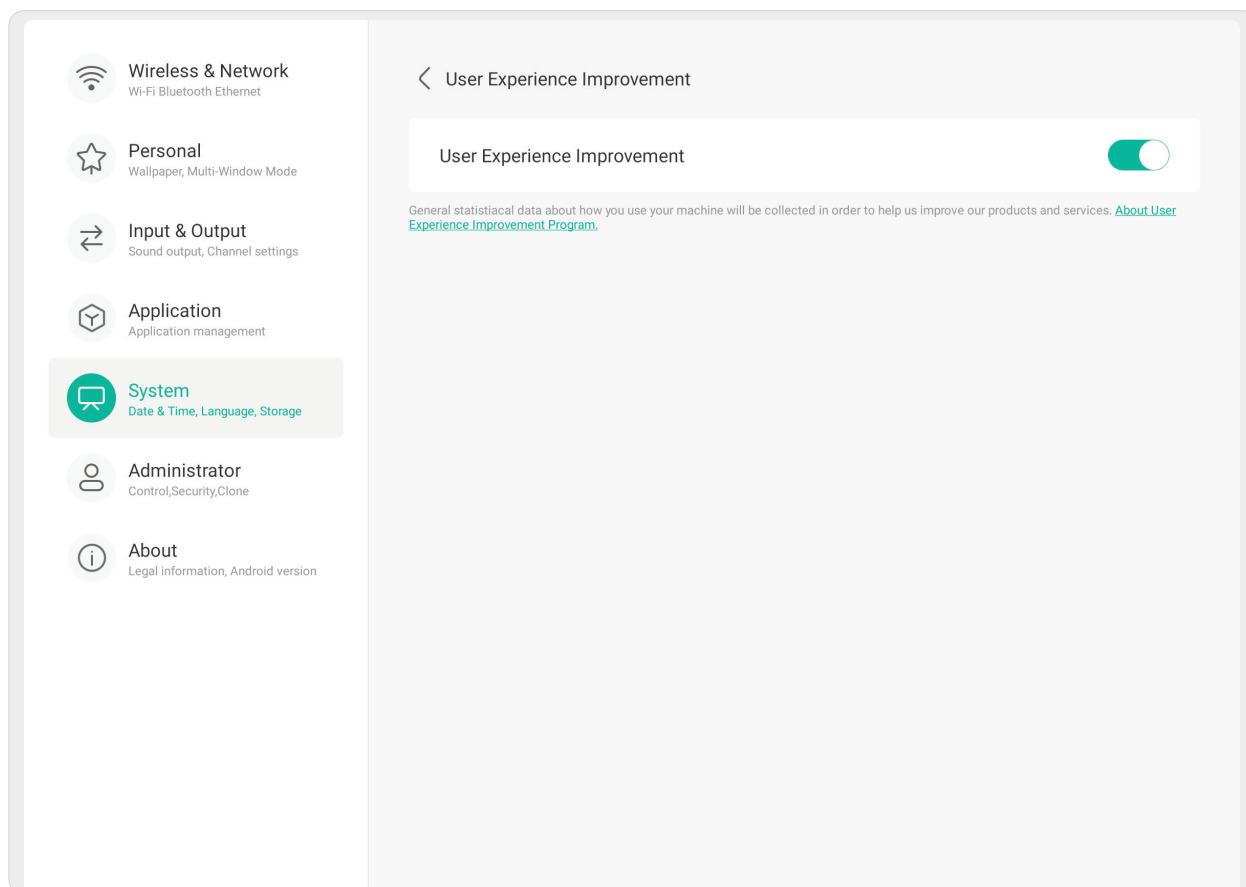 Wireless & Network
Wi-Fi Bluetooth Ethernet
Personal
Wallpaper, Multi-Window Mode
Input & Output
Sound output, Channel settings
Application
Application management
System
Date & Time, Language, Storage
Administrator
Control,Security,Clone
About
Legal information, Android version
User Experience Improvement
User Experience Improvement
General statistiacal data about how you use your machine will be collected in order to help us improve our products and services. About User
Experience Improvement Program.